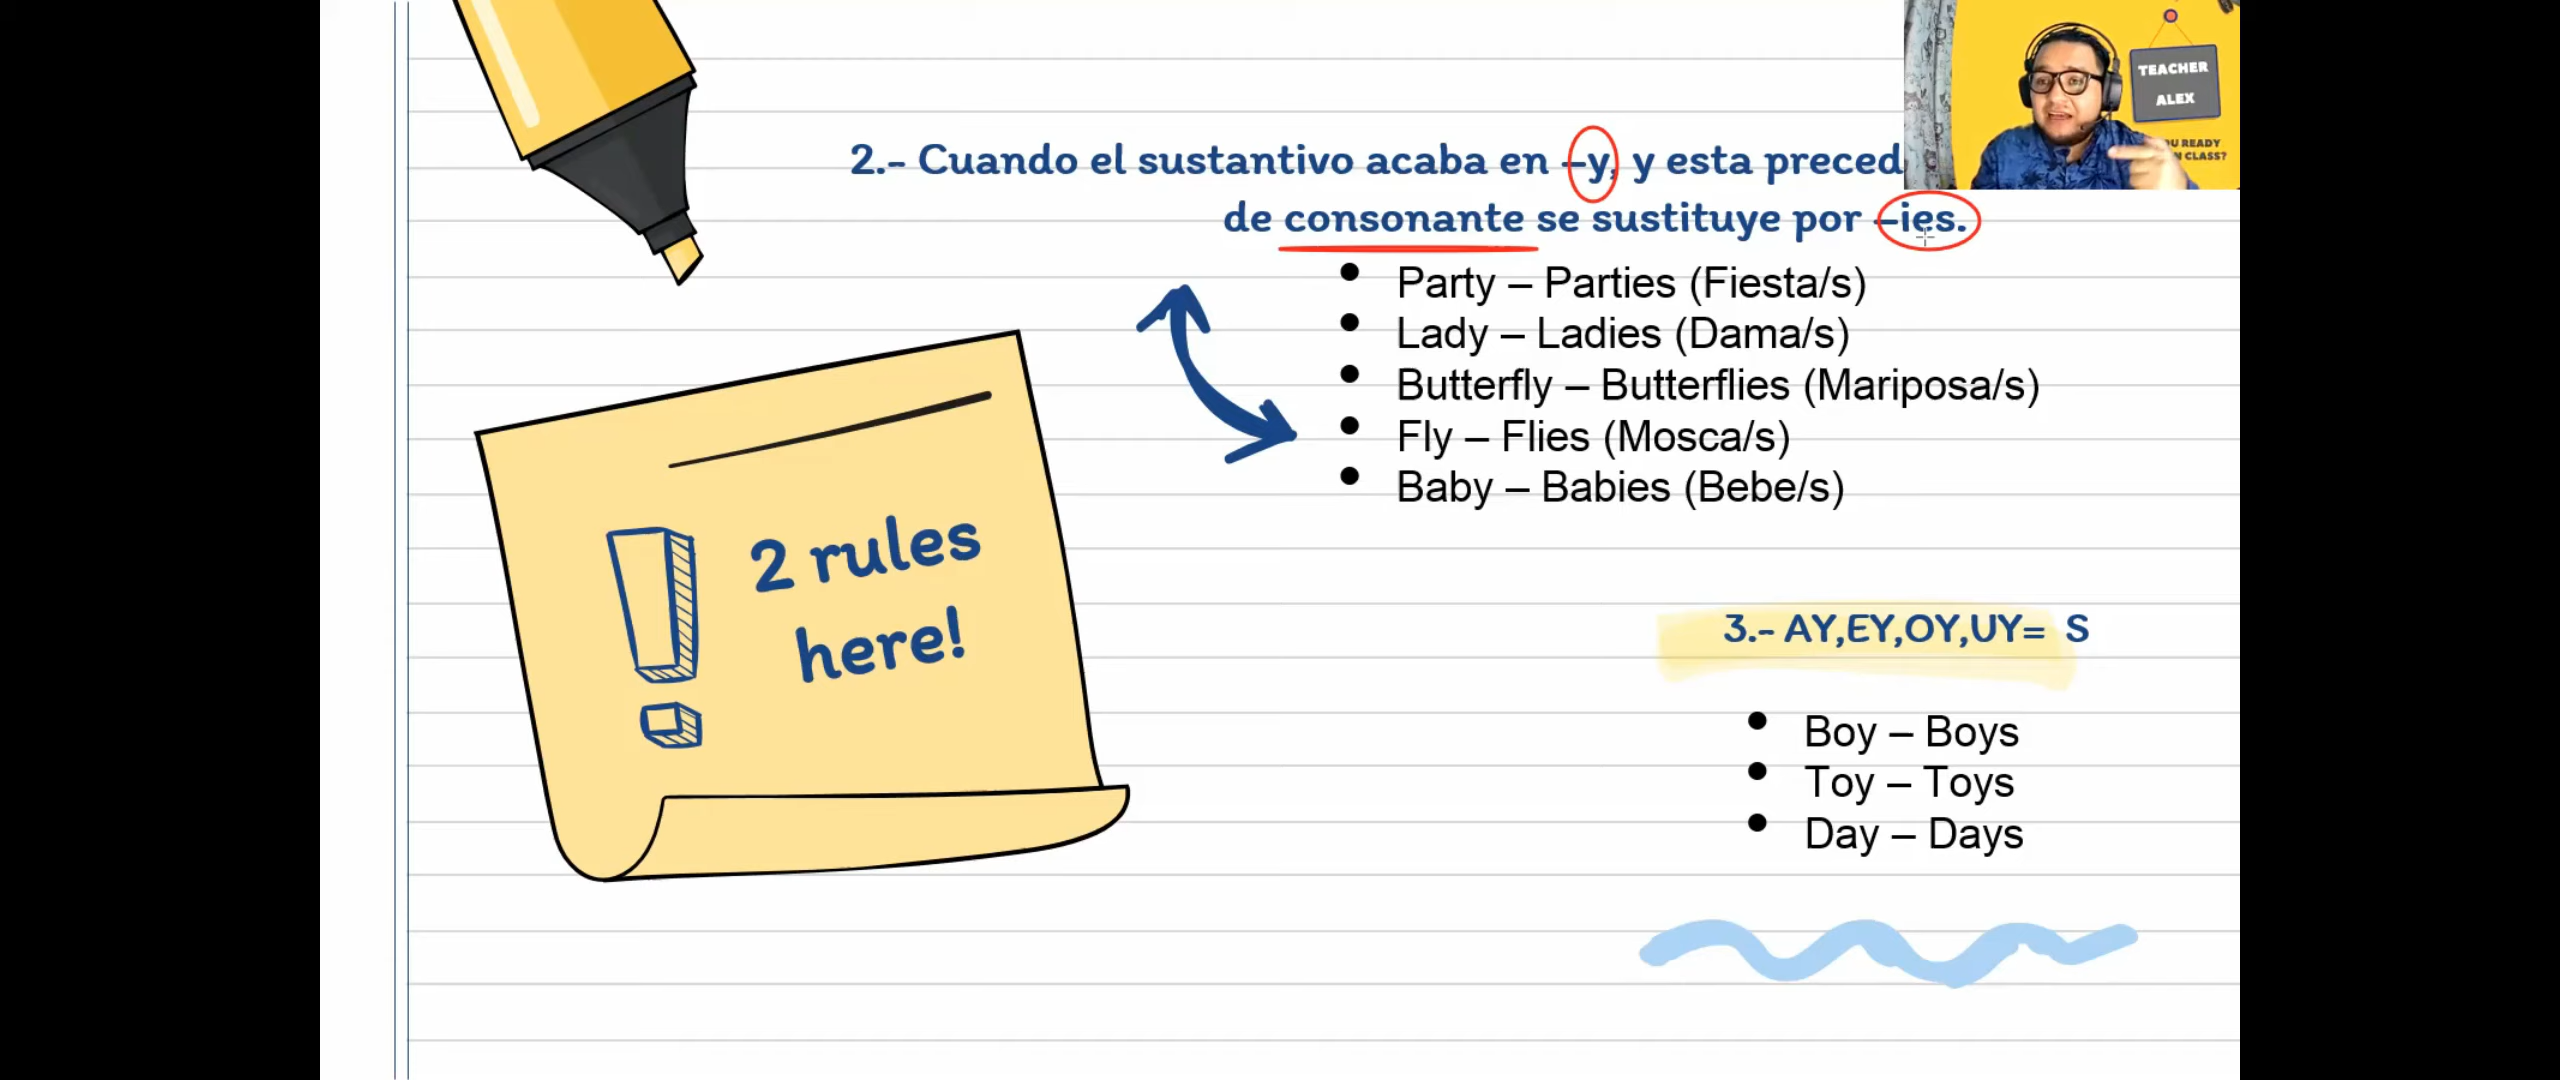 TEACHER
ALEX
U READY
N CLASS?
2.- Cuando el sustantivo acaba en –y, y esta preced
de consonante se sustituye por –ies.
• Party – Parties (Fiesta/s)
• Lady – Ladies (Dama/s)
• Butterfly – Butterflies (Mariposa/s)
• Fly – Flies (Mosca/s)
• Baby – Babies (Bebe/s)
! 2 rules
here!
3.- AY,EY,OY,UY= S
• Boy – Boys
• Toy – Toys
• Day – Days